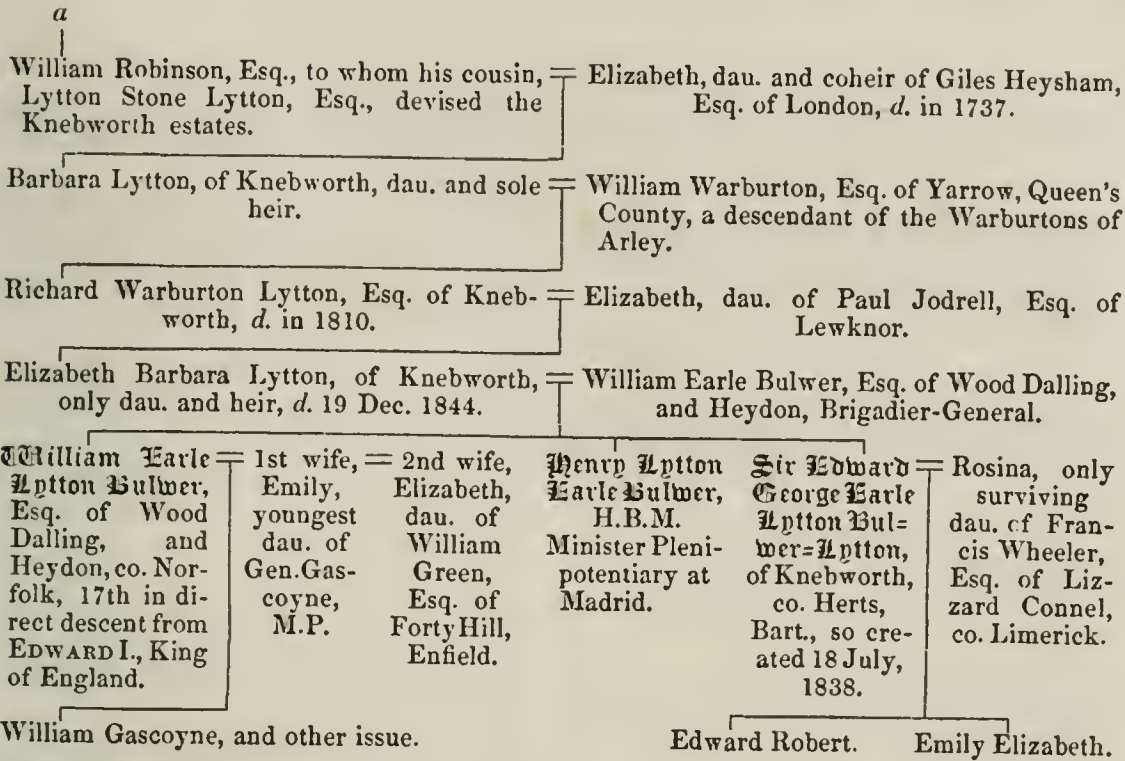 a
William Robinson, Esq., to whom his cousin,
Lytton Stone Lytton, Esq., devised the
Knebworth estates.
= Elizabeth, dau. and coheir of Giles Heysham,
Esq. of London, d. in 1737.
Barbara Lytton, of Knebworth, dau. and sole
heir.
= William Warburton, Esq. of Yarrow, Queen's
County, a descendant of the Warburtons of
Arley.
Richard Warburton Lytton, Esq. of Kneb-
worth, d. in 1810.
= Elizabeth, dau. of Paul Jodrell, Esq. of
Lewknor.
Elizabeth Barbara Lytton, of Knebworth,
only dau. and heir, d. 19 Dec. 1844.
= William Earle Bulwer, Esq. of Wood Dalling,
and Heydon, Brigadier-General.
William Earle
Lytton Bulwer,
Esq. of Wood
Dalling, and
Heydon, co. Nor-
folk, 17th in di-
rect descent from
EDWARD I., King
of England.
= 1st wife,
Emily,
youngest
dau. of
Gen. Gas-
coyne,
M.P.
= 2nd wife,
Elizabeth,
dau. of
William
Green,
Esq. of
Forty Hill,
Enfield.
Henry Lytton
Earle Bulwer,
H.B.M.
Minister Pleni-
potentiary at
Madrid.
Sir Edward
George Earle
Lytton Bul=
wer=Lytton,
of Knebworth,
co. Herts,
Bart., so cre-
ated 18 July,
1838.
= Rosina, only
surviving
dau. of Fran-
cis Wheeler,
Esq. of Liz-
zard Connel,
co. Limerick.
William Gascoyne, and other issue.
Edward Robert.
Emily Elizabeth.